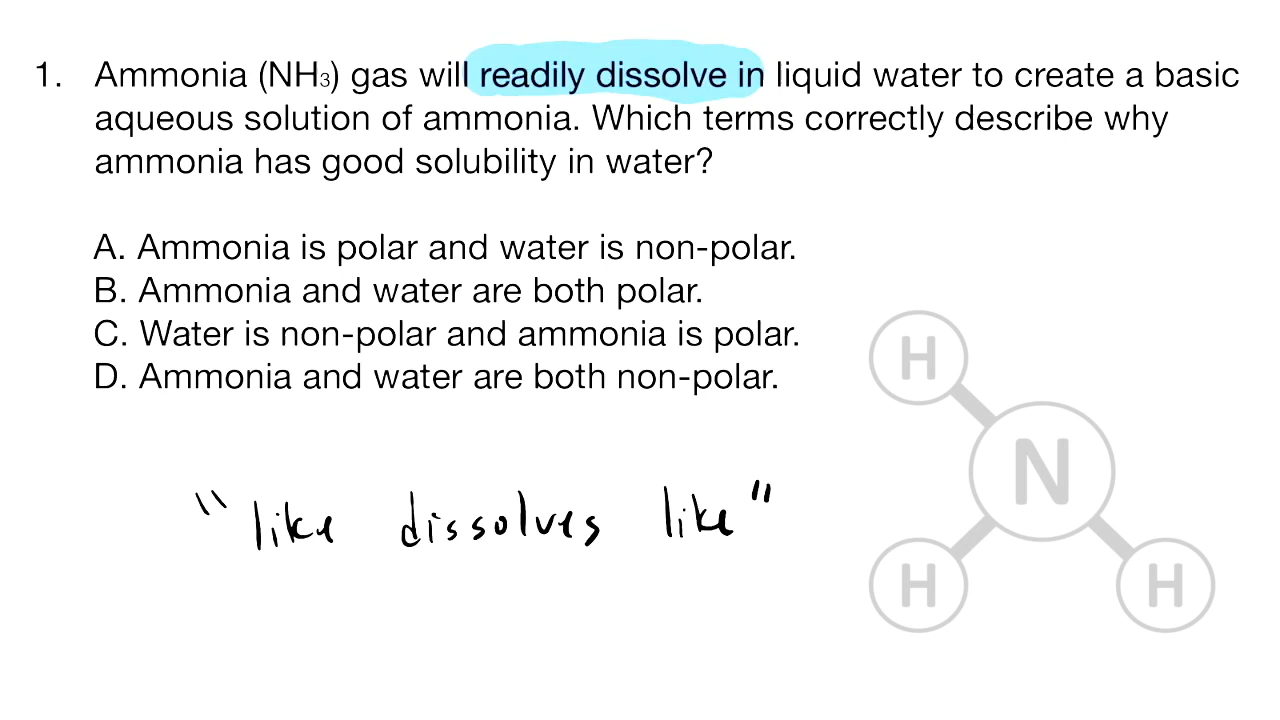 1. Ammonia (NH₃) gas will readily dissolve in liquid water to create a basic
aqueous solution of ammonia. Which terms correctly describe why
ammonia has good solubility in water?
A. Ammonia is polar and water is non-polar.
B. Ammonia and water are both polar.
C. Water is non-polar and ammonia is polar.
D. Ammonia and water are both non-polar.
"like dissolves like"
H
N
H
H